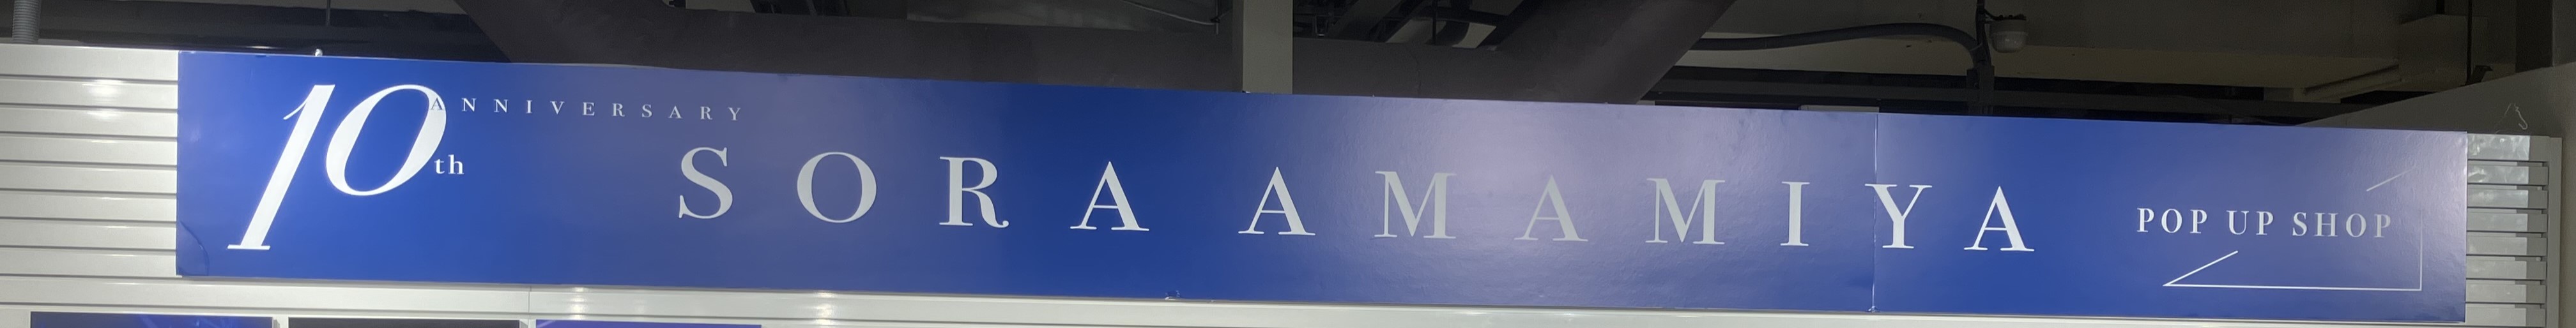 10th ANNIVERSARY
SORA AMAMIYA
POP UP SHOP